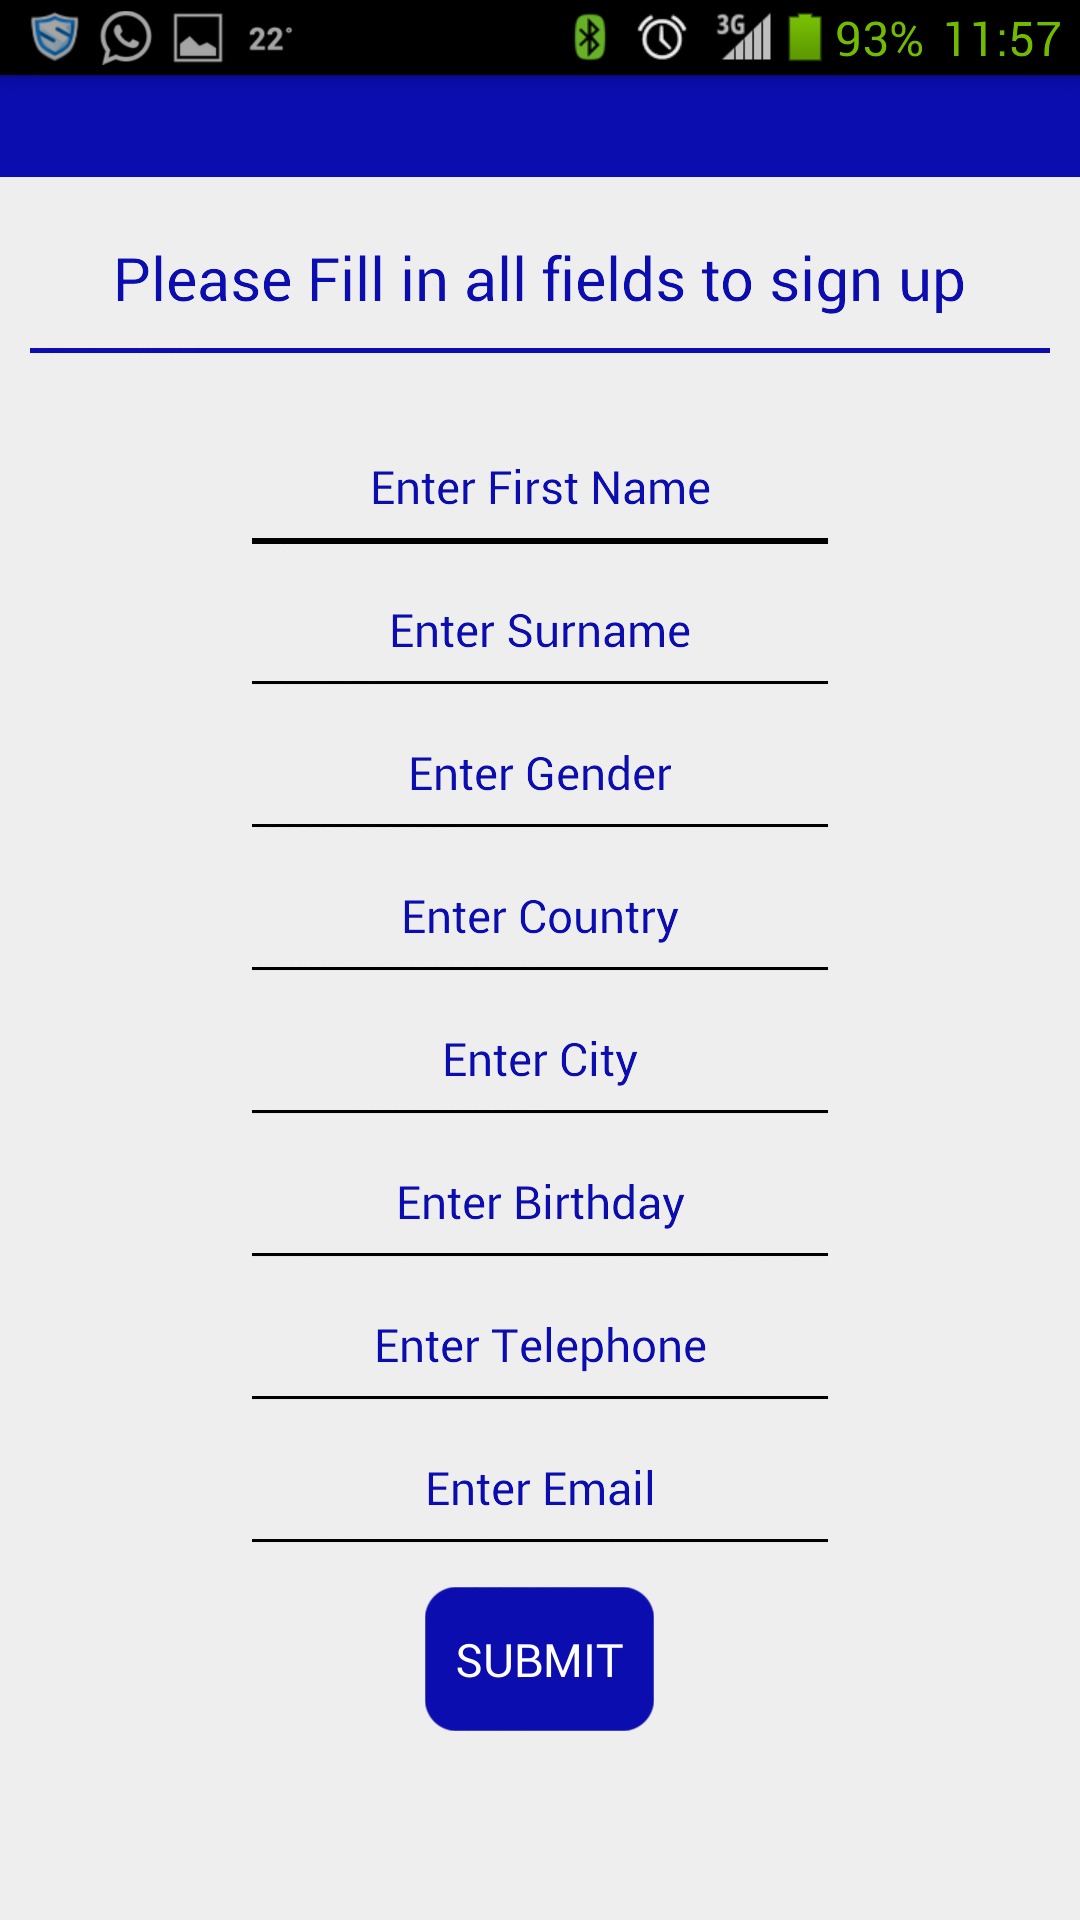 22°
3G
93% 11:57
Please Fill in all fields to sign up
Enter First Name
Enter Surname
Enter Gender
Enter Country
Enter City
Enter Birthday
Enter Telephone
Enter Email
SUBMIT